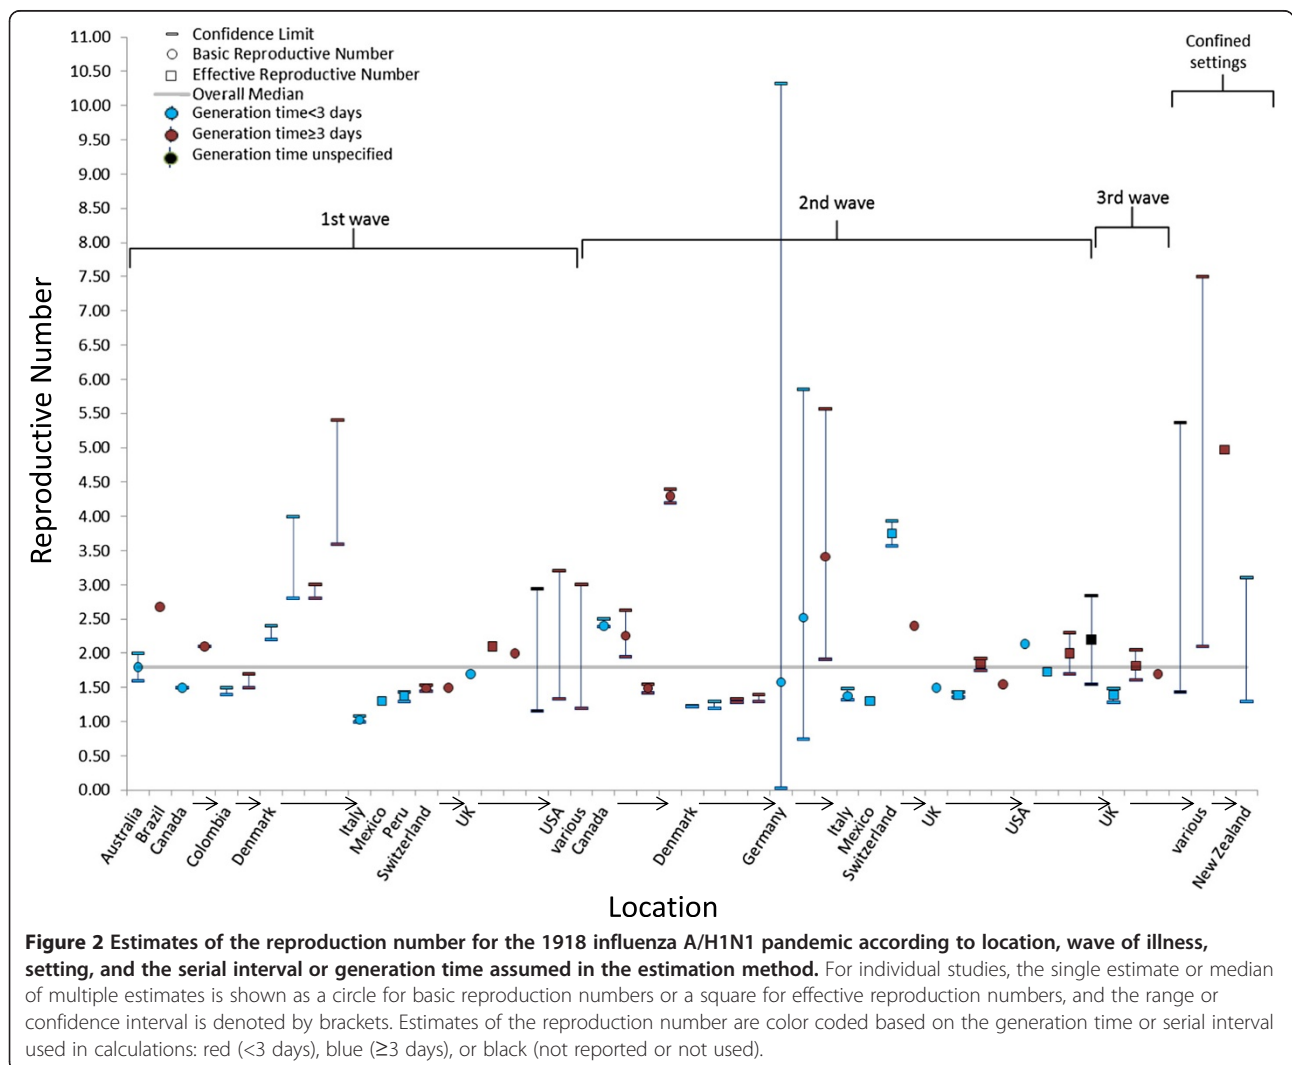 Confidence Limit
Basic Reproductive Number
Effective Reproductive Number
Overall Median
Generation time<3 days
Generation time≥3 days
Generation time unspecified
Confined
settings
1st wave
2nd wave
3rd wave
Reproductive Number
11.00
10.50
10.00
9.50
9.00
8.50
8.00
7.50
7.00
6.50
6.00
5.50
5.00
4.50
4.00
3.50
3.00
2.50
2.00
1.50
1.00
0.50
0.00
Australia
Brazil
Canada
Colombia
Denmark
Italy
Mexico
Peru
Switzerland
UK
USA
various
Canada
Denmark
Germany
Italy
Mexico
Switzerland
UK
USA
UK
various
New Zealand
Location
Figure 2 Estimates of the reproduction number for the 1918 influenza A/H1N1 pandemic according to location, wave of illness,
setting, and the serial interval or generation time assumed in the estimation method. For individual studies, the single estimate or median
of multiple estimates is shown as a circle for basic reproduction numbers or a square for effective reproduction numbers, and the range or
confidence interval is denoted by brackets. Estimates of the reproduction number are color coded based on the generation time or serial interval
used in calculations: red (<3 days), blue (≥3 days), or black (not reported or not used).